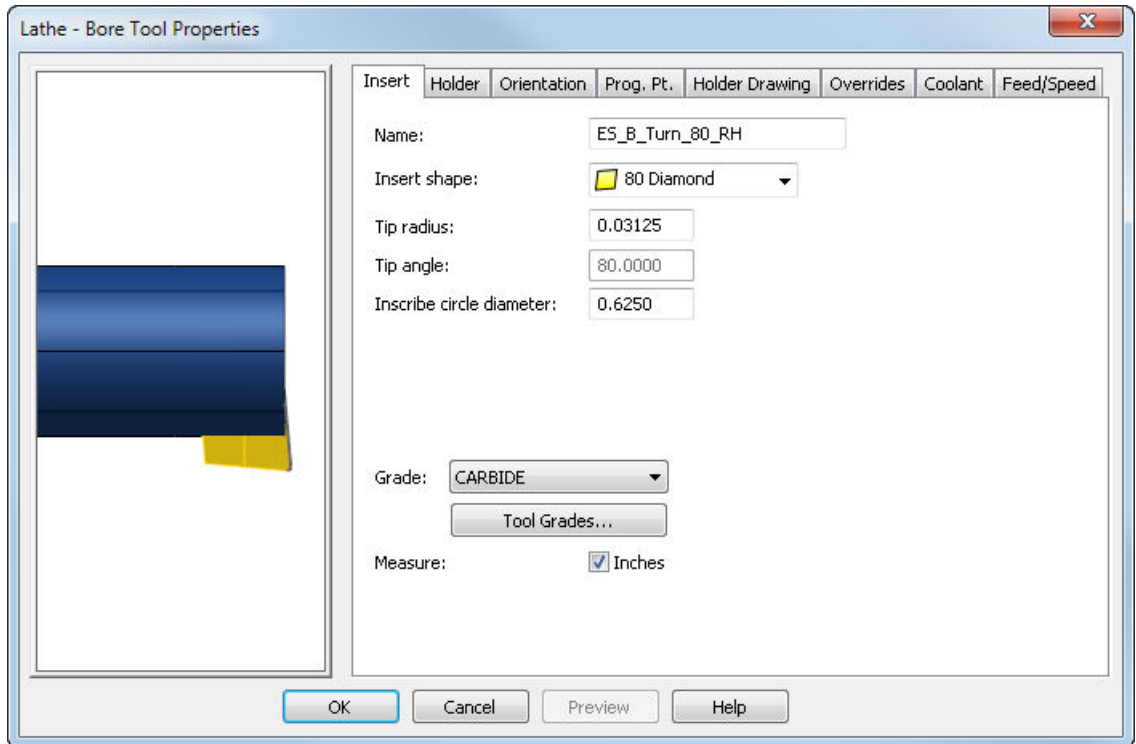 Lathe - Bore Tool Properties
Insert Holder Orientation Prog. Pt. Holder Drawing Overrides Coolant Feed/Speed
Name: ES_B_Turn_80_RH
Insert shape: 80 Diamond
Tip radius: 0.03125
Tip angle: 80.0000
Inscribe circle diameter: 0.6250
Grade: CARBIDE
Tool Grades...
Measure: Inches
OK Cancel Preview Help